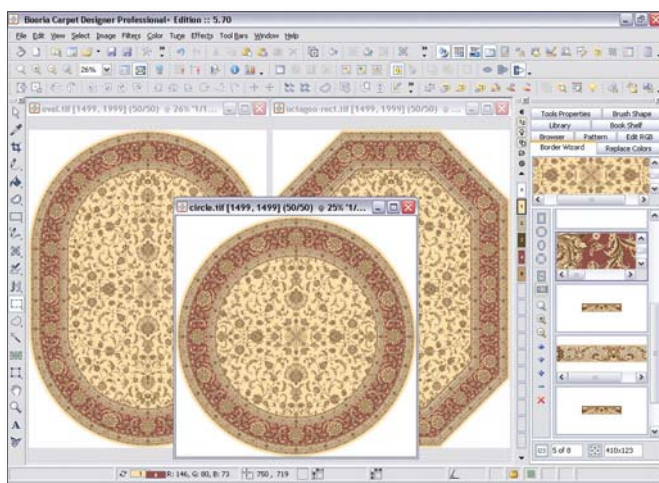 Booria Carpet Designer Professional+ Edition :: 5.70
File Edit View Select Image Filters Color Tune Effects Tool Bars Window Help
26%
oval.tif [1499, 1999] (50/50) @ 26% "1/1...
octagon-rect.tif [1499, 1999] (50/50)
circle.tif [1499, 1499] (50/50) @ 25% "1/...
Tools Properties Brush Shape
Library Book Shelf
Browser Pattern Edit RGB
Border Wizard Replace Colors
5 of 8 410x123
R: 146, G: 80, B: 73 750 , 719